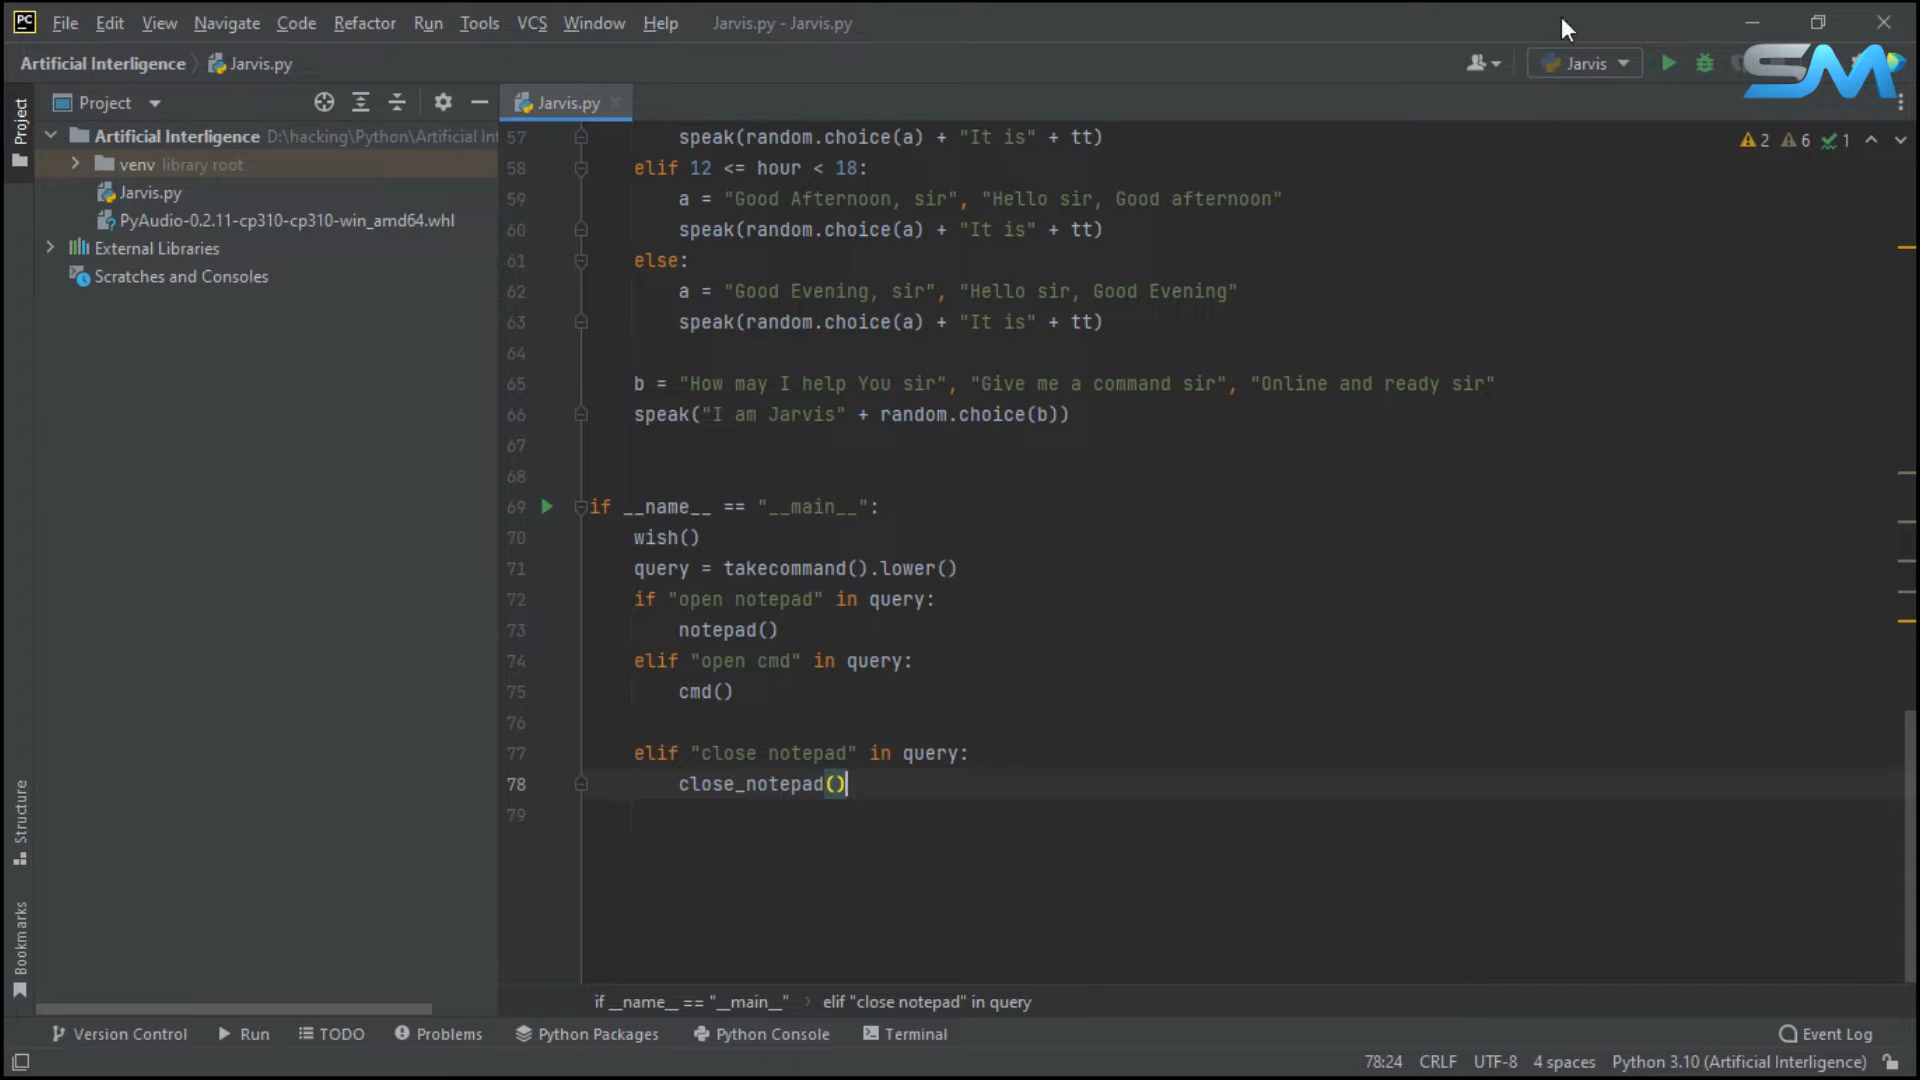 PC File Edit View Navigate Code Refactor Run Tools VCS Window Help Jarvis.py - Jarvis.py
Artificial Interligence Jarvis.py Jarvis SM
Project
Project
Jarvis.py
Artificial Interligence D:\hacking\Python\Artificial Int
venv library root
Jarvis.py
PyAudio-0.2.11-cp310-cp310-win_amd64.whl
External Libraries
Scratches and Consoles
2 6 1
57 speak(random.choice(a) + "It is" + tt)
58 elif 12 <= hour < 18:
59 a = "Good Afternoon, sir", "Hello sir, Good afternoon"
60 speak(random.choice(a) + "It is" + tt)
61 else:
62 a = "Good Evening, sir", "Hello sir, Good Evening"
63 speak(random.choice(a) + "It is" + tt)
64
65 b = "How may I help You sir", "Give me a command sir", "Online and ready sir"
66 speak("I am Jarvis" + random.choice(b))
67
68
69 if __name__ == "__main__":
70 wish()
71 query = takecommand().lower()
72 if "open notepad" in query:
73 notepad()
74 elif "open cmd" in query:
75 cmd()
76
77 elif "close notepad" in query:
78 close_notepad()
79
Structure
Bookmarks
if __name__ == "__main__" elif "close notepad" in query
Version Control Run TODO Problems Python Packages Python Console Terminal Event Log
78:24 CRLF UTF-8 4 spaces Python 3.10 (Artificial Interligence)